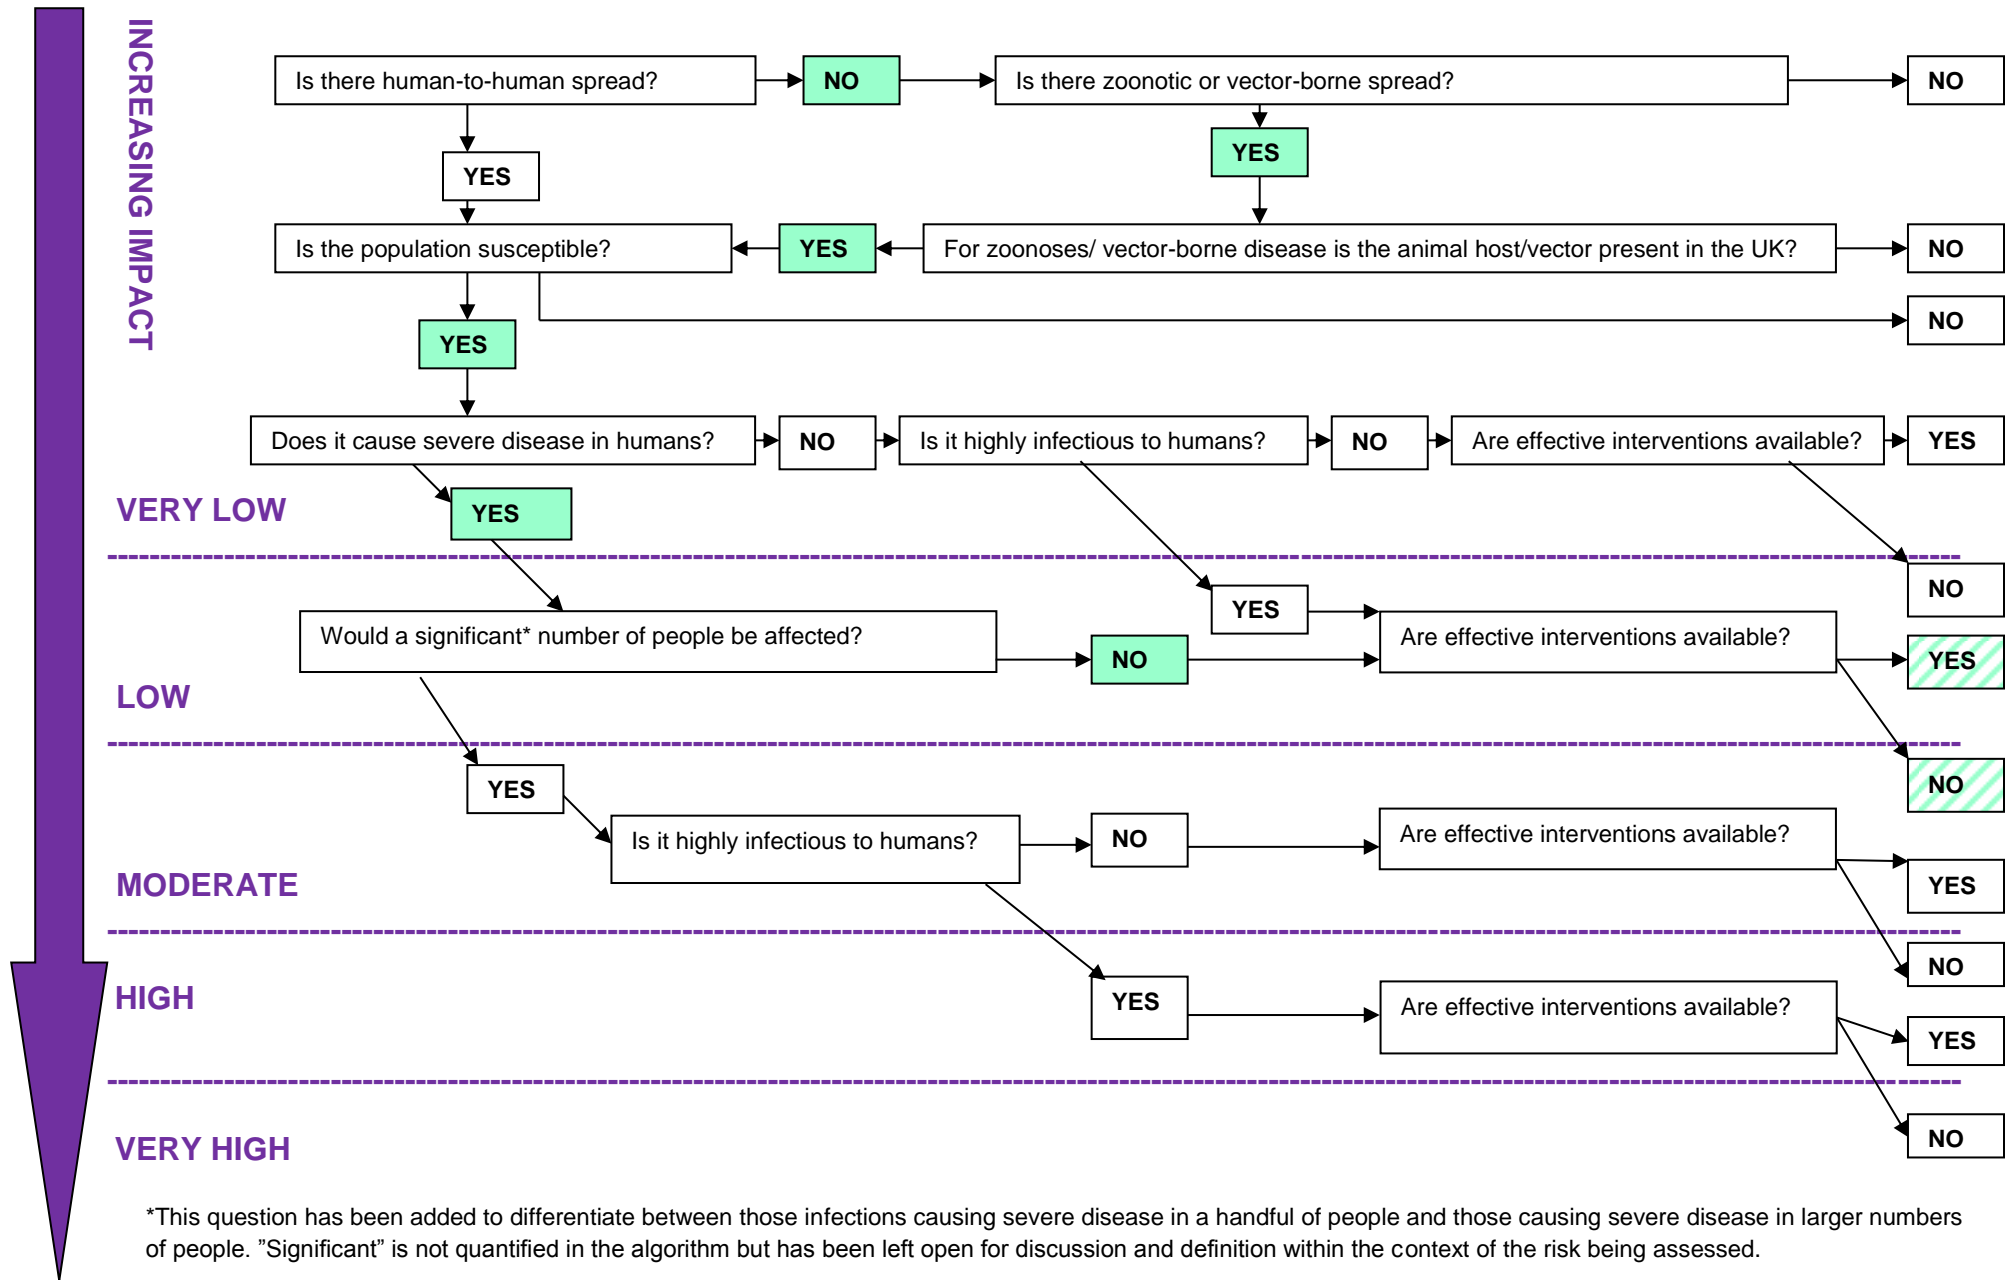 INCREASING IMPACT
Is there human-to-human spread?
NO
Is there zoonotic or vector-borne spread?
NO
YES
YES
Is the population susceptible?
YES
For zoonoses/ vector-borne disease is the animal host/vector present in the UK?
NO
NO
YES
Does it cause severe disease in humans?
NO
Is it highly infectious to humans?
NO
Are effective interventions available?
YES
VERY LOW
YES
NO
YES
Would a significant* number of people be affected?
NO
Are effective interventions available?
YES
LOW
YES
NO
Is it highly infectious to humans?
NO
Are effective interventions available?
YES
MODERATE
NO
HIGH
YES
Are effective interventions available?
YES
NO
VERY HIGH
*This question has been added to differentiate between those infections causing severe disease in a handful of people and those causing severe disease in larger numbers
of people. ”Significant” is not quantified in the algorithm but has been left open for discussion and definition within the context of the risk being assessed.